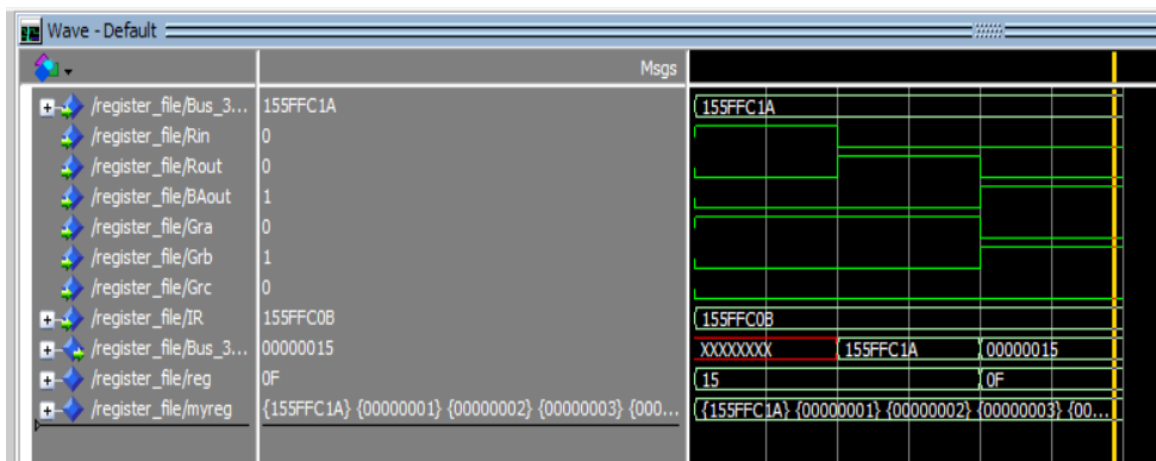 Wave - Default
Msgs
/register_file/Bus_3... 155FFC1A 155FFC1A
/register_file/Rin 0
/register_file/Rout 0
/register_file/BAout 1
/register_file/Gra 0
/register_file/Grb 1
/register_file/Grc 0
/register_file/IR 155FFC0B 155FFC0B
/register_file/Bus_3... 00000015 XXXXXXXX 155FFC1A 00000015
/register_file/reg 0F 15 0F
/register_file/myreg {155FFC1A} {00000001} {00000002} {00000003} {000... {155FFC1A} {00000001} {00000002} {00000003} {00...